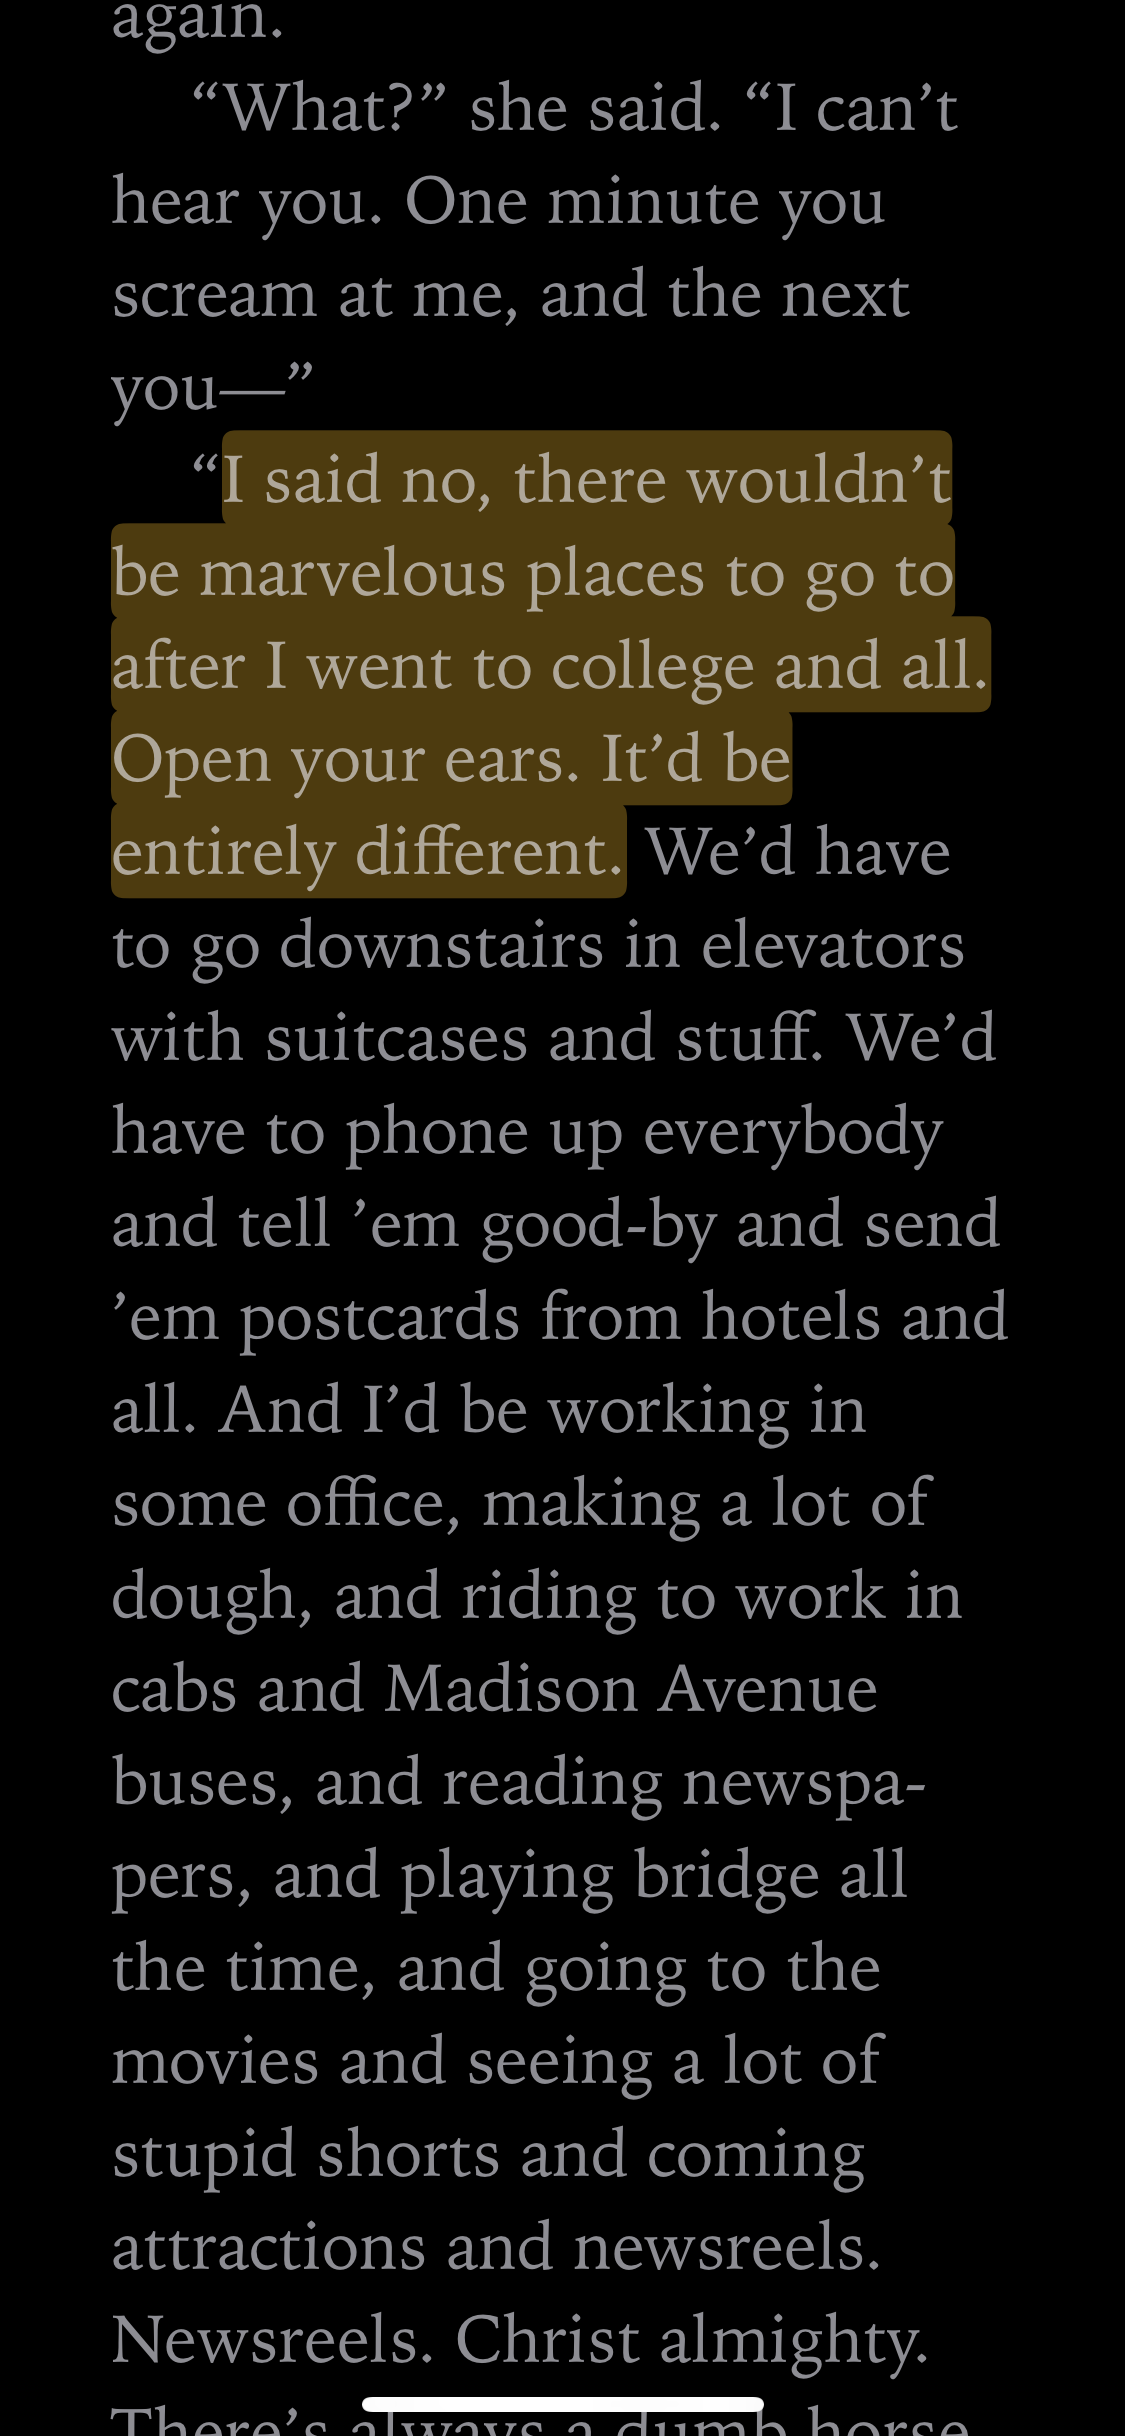 again.
“What?” she said. “I can’t
hear you. One minute you
scream at me, and the next
you—”
“I said no, there wouldn’t
be marvelous places to go to
after I went to college and all.
Open your ears. It’d be
entirely different. We’d have
to go downstairs in elevators
with suitcases and stuff. We’d
have to phone up everybody
and tell ’em good-by and send
’em postcards from hotels and
all. And I’d be working in
some office, making a lot of
dough, and riding to work in
cabs and Madison Avenue
buses, and reading newspa-
pers, and playing bridge all
the time, and going to the
movies and seeing a lot of
stupid shorts and coming
attractions and newsreels.
Newsreels. Christ almighty.
There’s always a dumb horse